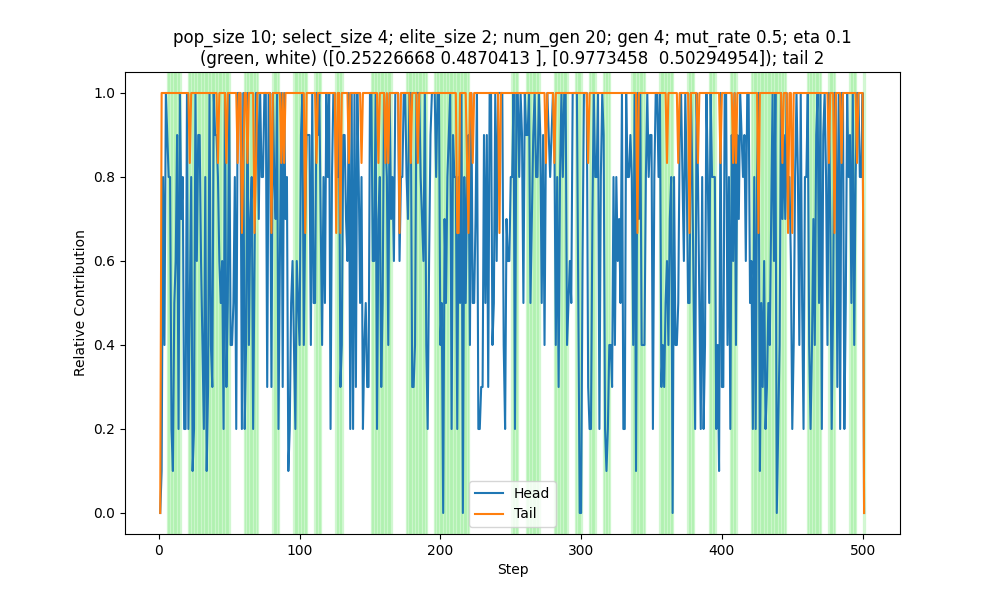 pop_size 10; select_size 4; elite_size 2; num_gen 20; gen 4; mut_rate 0.5; eta 0.1
(green, white) ([0.25226668 0.4870413 ], [0.9773458  0.50294954]); tail 2
Relative Contribution
1.0
0.8
0.6
0.4
0.2
0.0
Head
Tail
0
100
200
300
400
500
Step